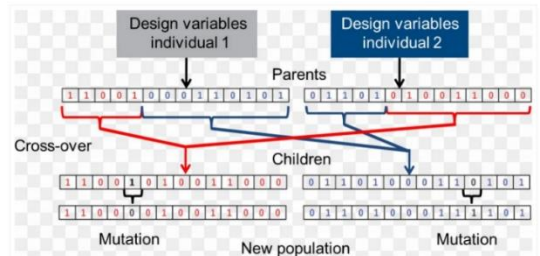 Design variables
individual 1
Design variables
individual 2
Parents
1 1 0 0 1 0 0 0 1 1 0 1 0 1
0 1 1 0 1 0 1 0 0 1 1 0 0 0
Cross-over
Children
1 1 0 0 1 0 1 0 0 1 1 0 0 0
0 1 1 0 1 0 0 0 1 1 0 1 0 1
1 1 0 0 0 0 1 0 0 1 1 0 0 0
0 1 1 0 1 0 0 0 1 1 1 1 0 1
Mutation
Mutation
New population